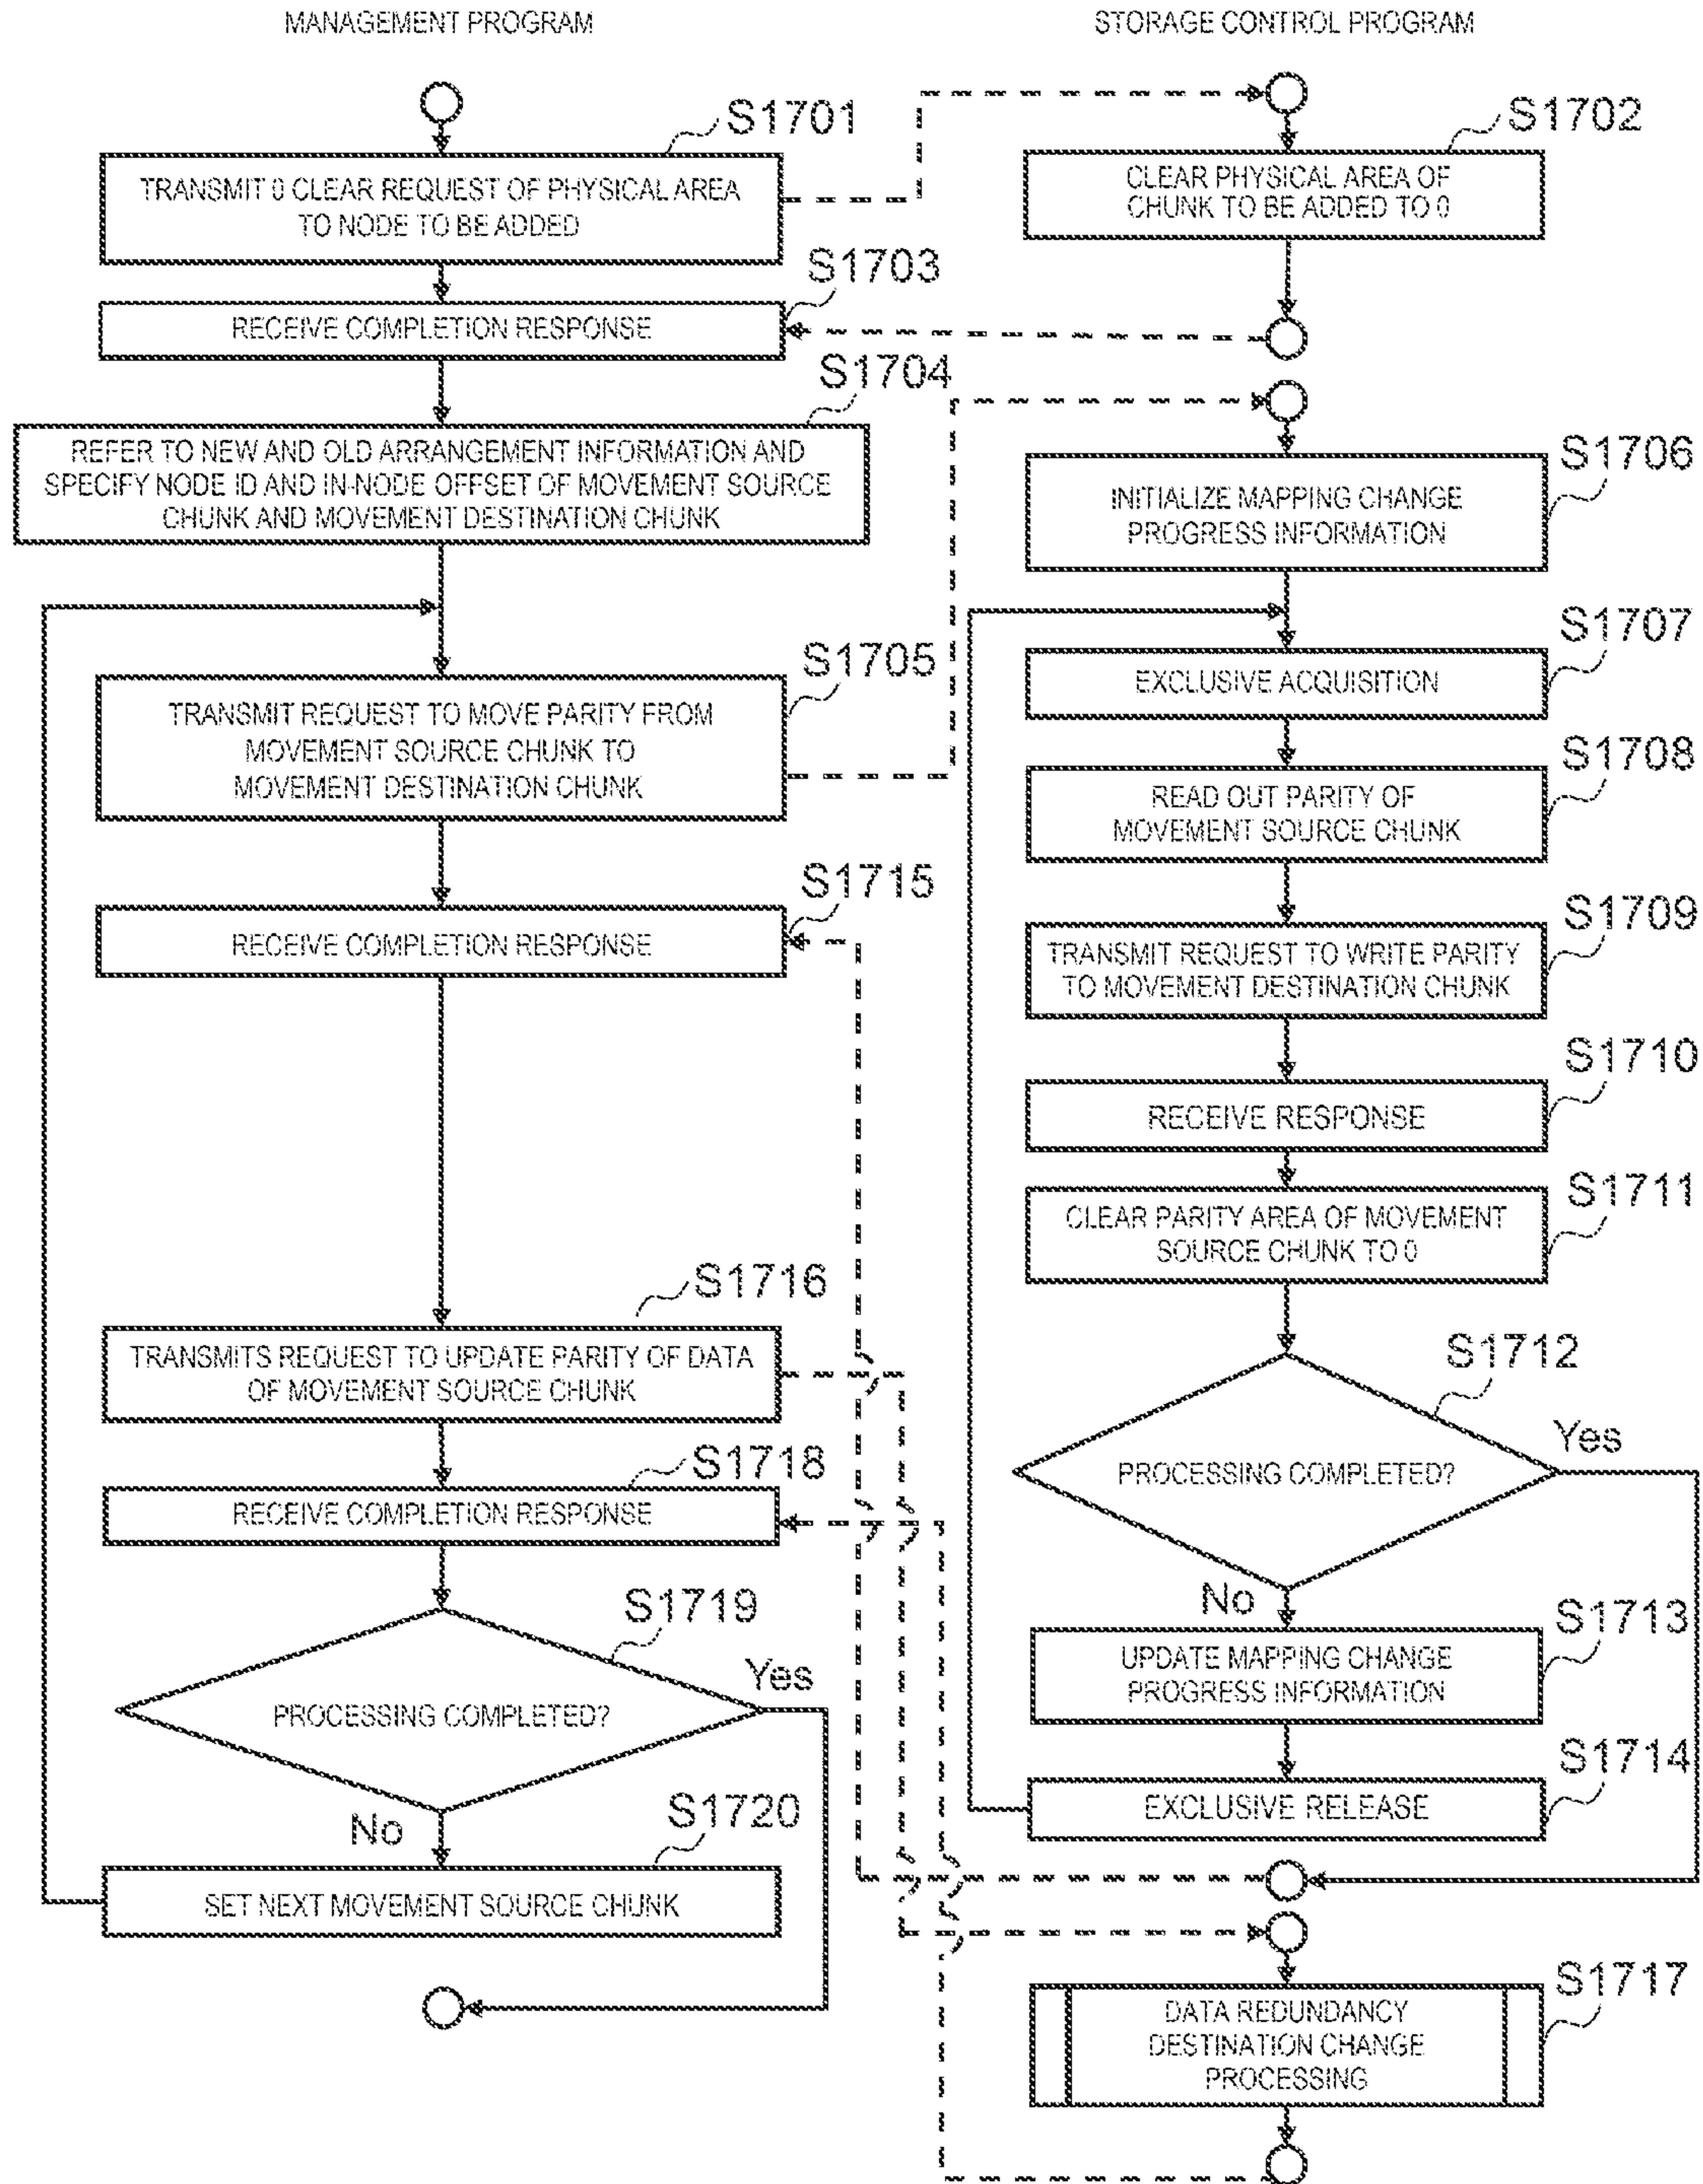 MANAGEMENT PROGRAM
STORAGE CONTROL PROGRAM
S1701
TRANSMIT 0 CLEAR REQUEST OF PHYSICAL AREA
TO NODE TO BE ADDED
S1702
CLEAR PHYSICAL AREA OF
CHUNK TO BE ADDED TO 0
S1703
RECEIVE COMPLETION RESPONSE
S1704
REFER TO NEW AND OLD ARRANGEMENT INFORMATION AND
SPECIFY NODE ID AND IN-NODE OFFSET OF MOVEMENT SOURCE
CHUNK AND MOVEMENT DESTINATION CHUNK
S1706
INITIALIZE MAPPING CHANGE
PROGRESS INFORMATION
S1705
TRANSMIT REQUEST TO MOVE PARITY FROM
MOVEMENT SOURCE CHUNK TO
MOVEMENT DESTINATION CHUNK
S1707
EXCLUSIVE ACQUISITION
S1708
READ OUT PARITY OF
MOVEMENT SOURCE CHUNK
S1715
RECEIVE COMPLETION RESPONSE
S1709
TRANSMIT REQUEST TO WRITE PARITY
TO MOVEMENT DESTINATION CHUNK
S1710
RECEIVE RESPONSE
S1711
CLEAR PARITY AREA OF MOVEMENT
SOURCE CHUNK TO 0
S1716
TRANSMITS REQUEST TO UPDATE PARITY OF DATA
OF MOVEMENT SOURCE CHUNK
S1712
PROCESSING COMPLETED?
Yes
No
S1718
RECEIVE COMPLETION RESPONSE
S1719
PROCESSING COMPLETED?
Yes
No
S1713
UPDATE MAPPING CHANGE
PROGRESS INFORMATION
S1714
EXCLUSIVE RELEASE
S1720
SET NEXT MOVEMENT SOURCE CHUNK
S1717
DATA REDUNDANCY
DESTINATION CHANGE
PROCESSING